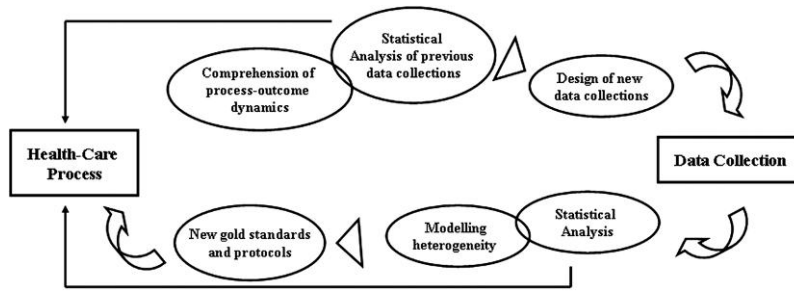 Statistical
Analysis of previous
data collections
Comprehension of
process-outcome
dynamics
Design of new
data collections
Health-Care
Process
Data Collection
New gold standards
and protocols
Modelling
heterogeneity
Statistical
Analysis